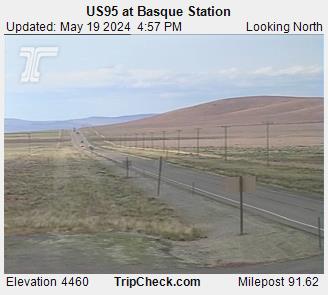 US95 at Basque Station
Updated: May 19 2024 4:57 PM Looking North
Elevation 4460 TripCheck.com Milepost 91.62